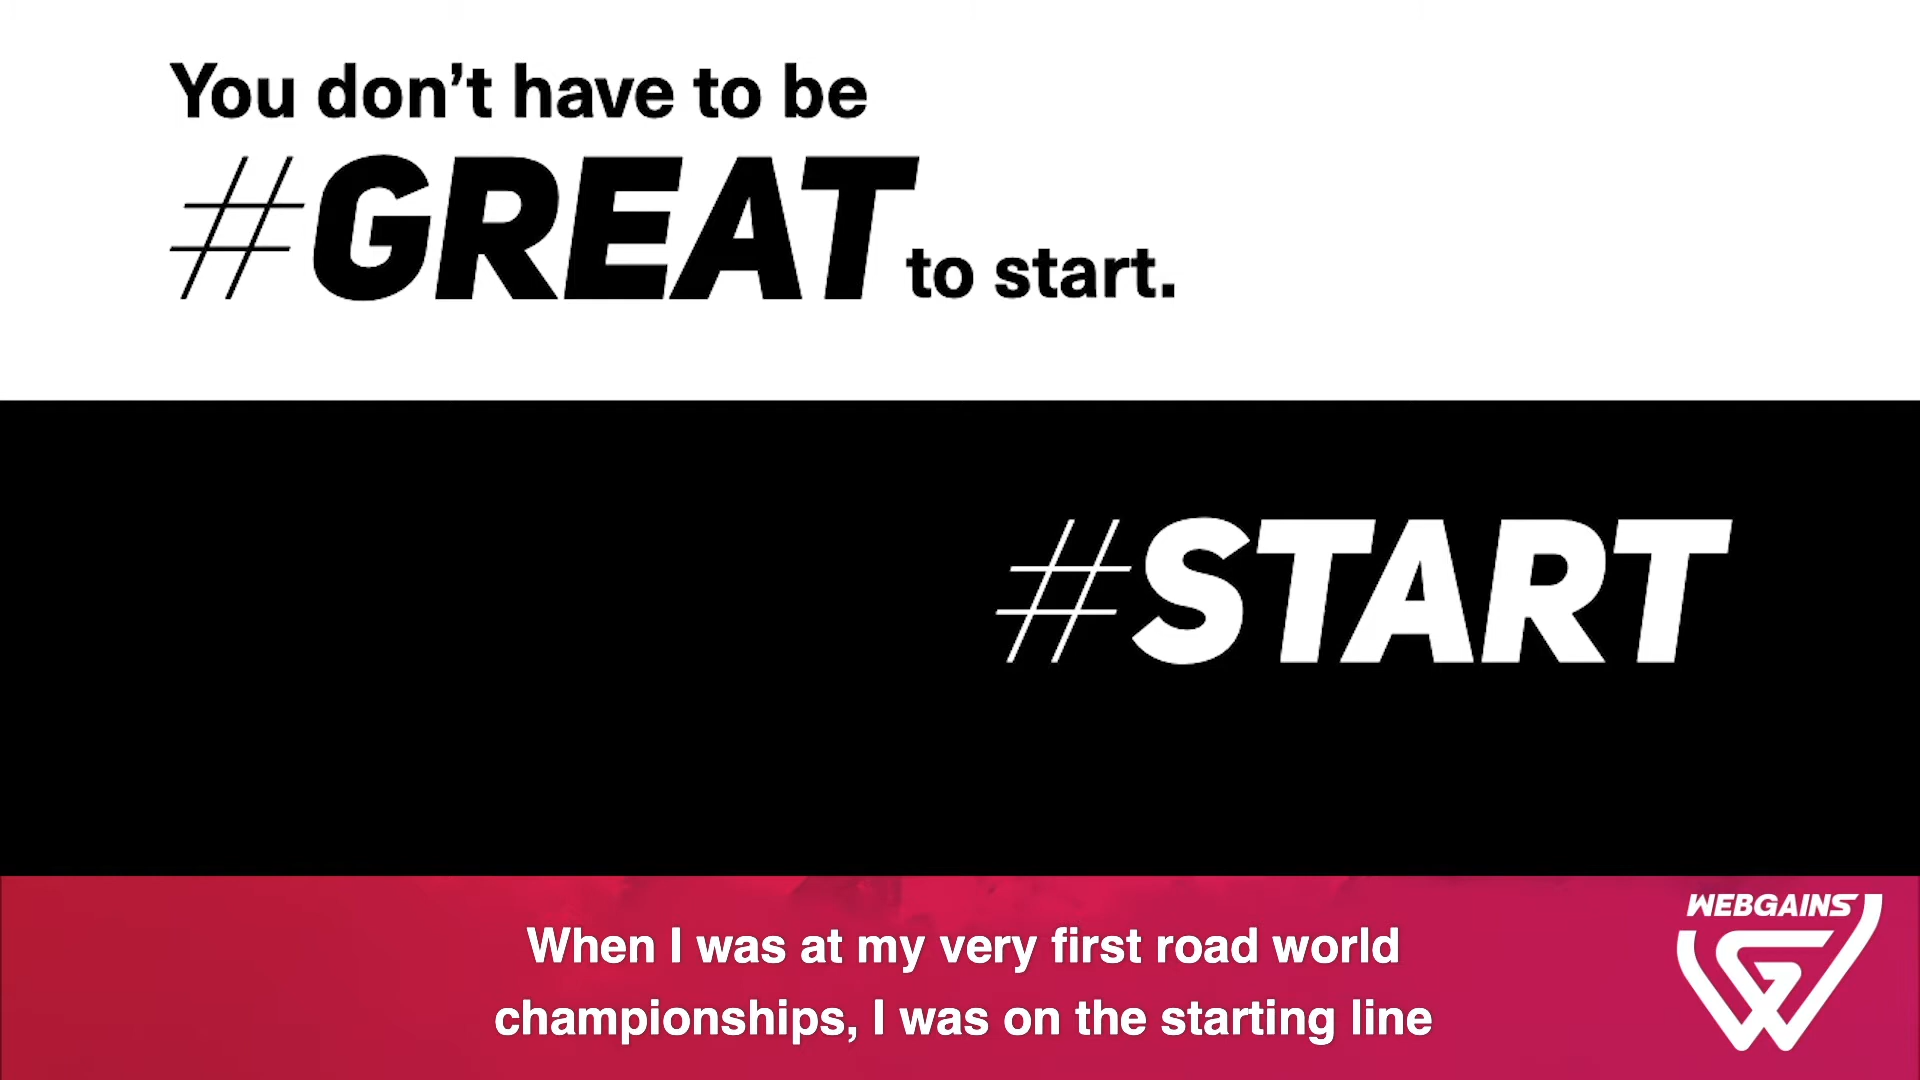 You don’t have to be
#GREAT to start.
#START
When I was at my very first road world
championships, I was on the starting line
WEBGAINS